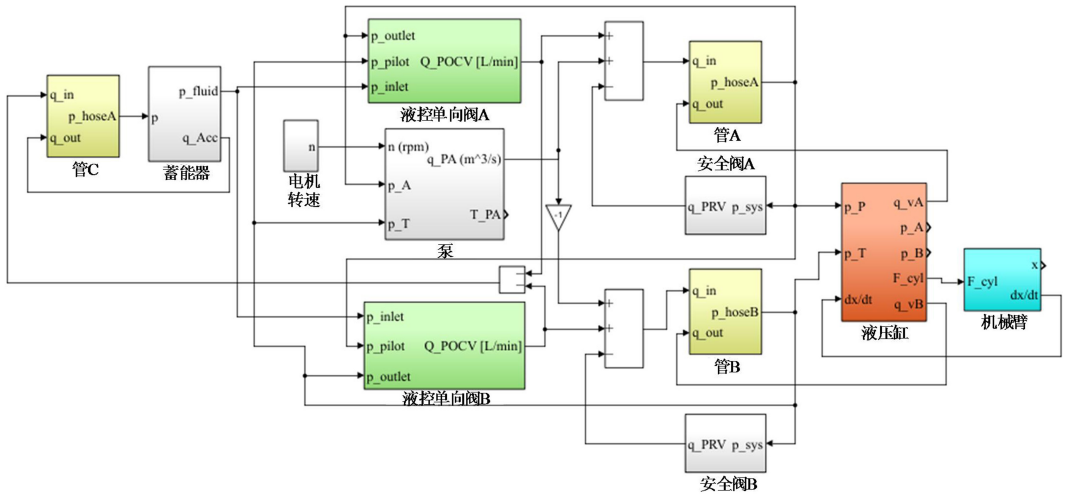 p_outlet
p_pilot
p_inlet
Q_POCV [L/min]
液控单向阀A
+
+
−
q_in
q_out
p_hoseA
管A
安全阀A
q_in
q_out
p_hoseA
管C
p
p_fluid
q_Acc
蓄能器
n
电机
转速
n (rpm)
p_A
p_T
q_PA (m^3/s)
T_PA
泵
-1
q_PRV p_sys
p_P
p_T
dx/dt
q_vA
p_A
p_B
F_cyl
q_vB
液压缸
F_cyl
x
dx/dt
机械臂
−
−
p_inlet
p_pilot
p_outlet
Q_POCV [L/min]
液控单向阀B
+
+
−
q_in
q_out
p_hoseB
管B
q_PRV p_sys
安全阀B